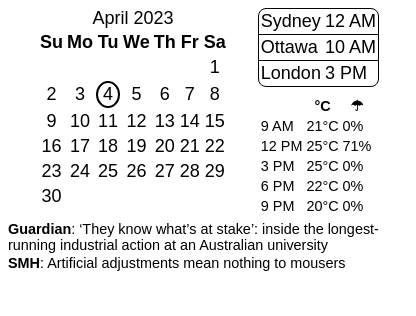 April 2023
Su Mo Tu We Th Fr Sa
1
2 3 4 5 6 7 8
9 10 11 12 13 14 15
16 17 18 19 20 21 22
23 24 25 26 27 28 29
30
Sydney 12 AM
Ottawa 10 AM
London 3 PM
°C ☂
9 AM 21°C 0%
12 PM 25°C 71%
3 PM 25°C 0%
6 PM 22°C 0%
9 PM 20°C 0%
Guardian: ‘They know what’s at stake’: inside the longest-
running industrial action at an Australian university
SMH: Artificial adjustments mean nothing to mousers